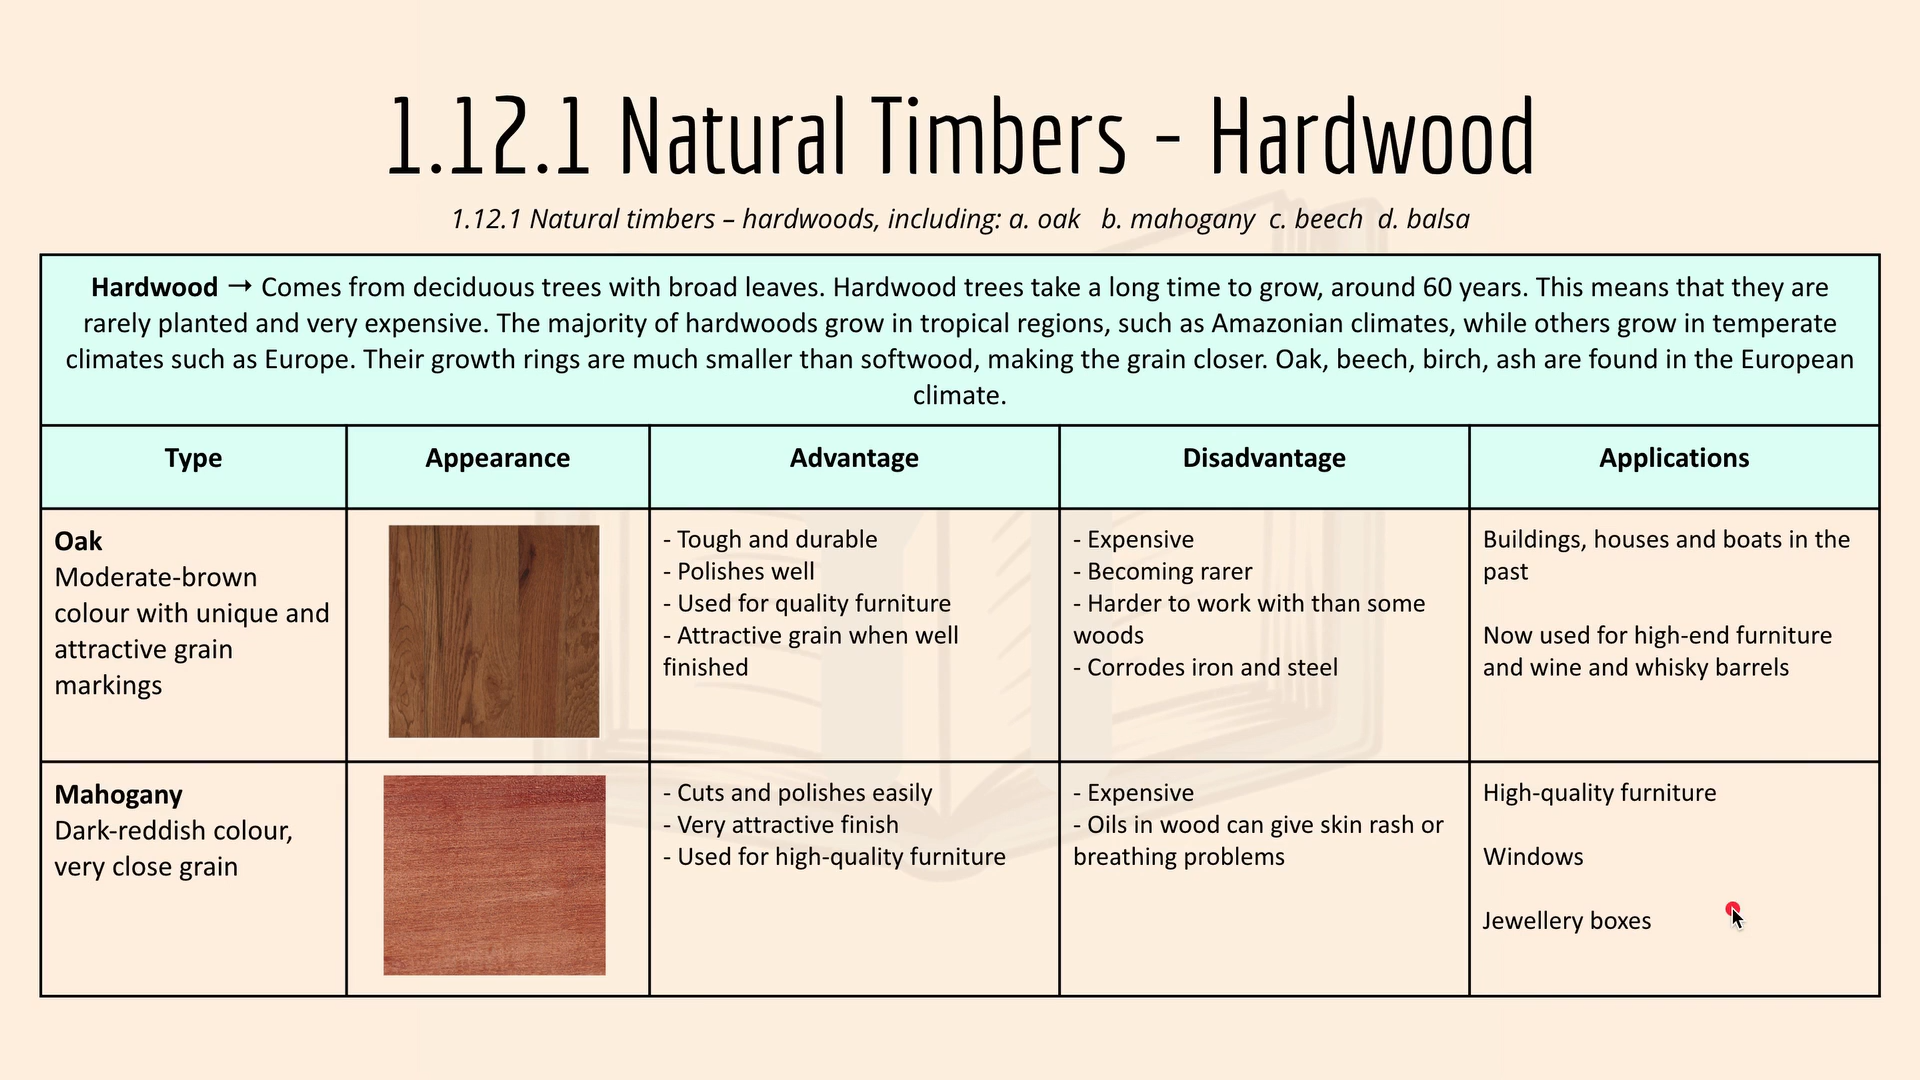 1.12.1 Natural Timbers - Hardwood
1.12.1 Natural timbers – hardwoods, including: a. oak b. mahogany c. beech d. balsa
Hardwood → Comes from deciduous trees with broad leaves. Hardwood trees take a long time to grow, around 60 years. This means that they are
rarely planted and very expensive. The majority of hardwoods grow in tropical regions, such as Amazonian climates, while others grow in temperate
climates such as Europe. Their growth rings are much smaller than softwood, making the grain closer. Oak, beech, birch, ash are found in the European
climate.
Type
Appearance
Advantage
Disadvantage
Applications
Oak
Moderate-brown
colour with unique and
attractive grain
markings
- Tough and durable
- Polishes well
- Used for quality furniture
- Attractive grain when well
finished
- Expensive
- Becoming rarer
- Harder to work with than some
woods
- Corrodes iron and steel
Buildings, houses and boats in the
past
Now used for high-end furniture
and wine and whisky barrels
Mahogany
Dark-reddish colour,
very close grain
- Cuts and polishes easily
- Very attractive finish
- Used for high-quality furniture
- Expensive
- Oils in wood can give skin rash or
breathing problems
High-quality furniture
Windows
Jewellery boxes